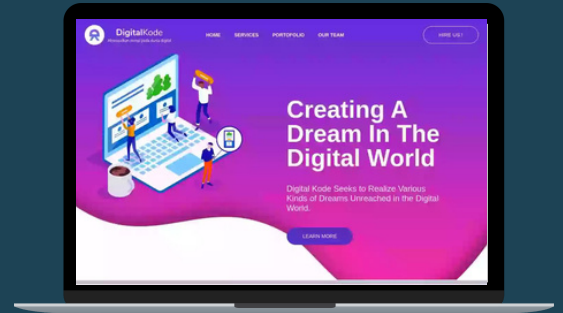 DigitalKode
HOME SERVICES PORTOFOLIO OUR TEAM
HIRE US!
Creating A
Dream In The
Digital World
Digital Kode Seeks to Realize Various
Kinds of Dreams Unreached in the Digital
World.
LEARN MORE